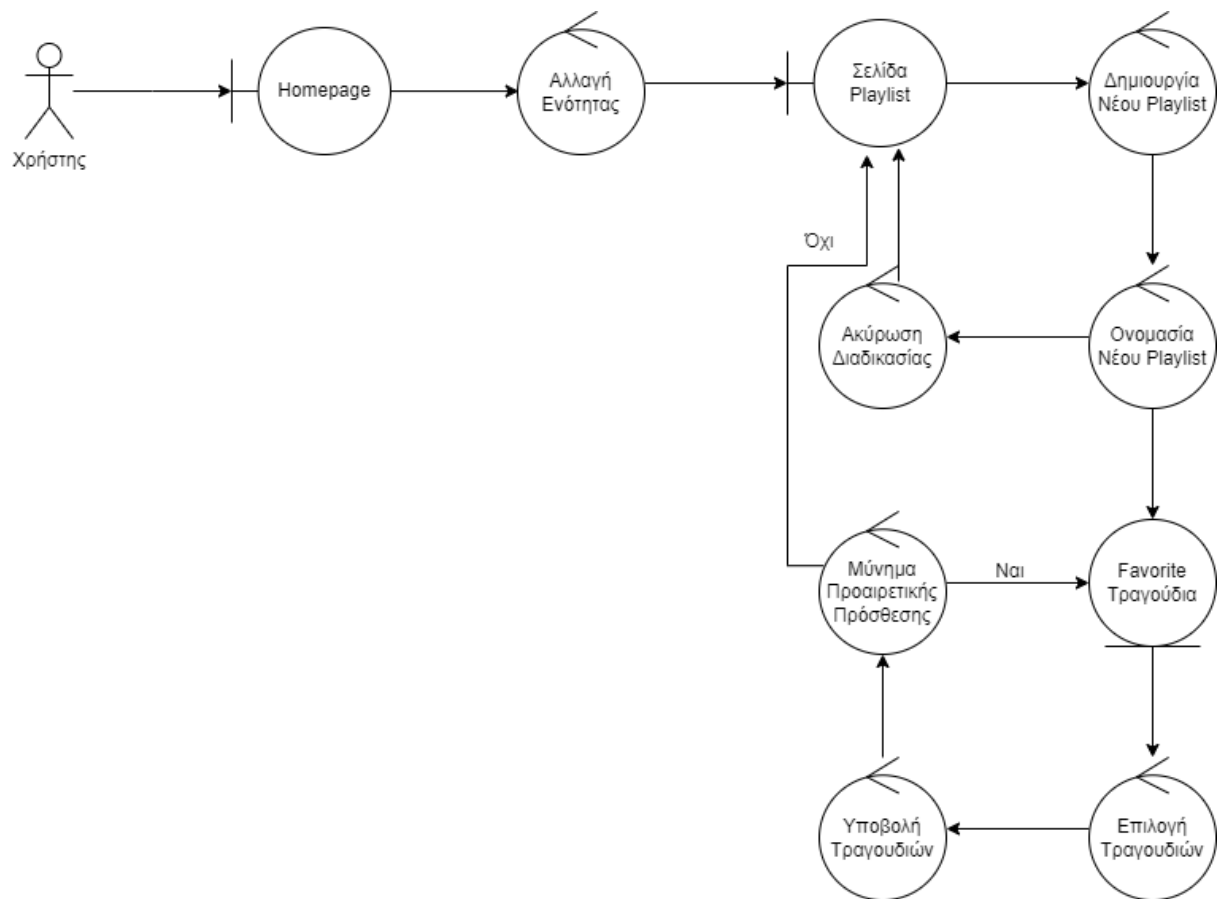 Χρήστης
Homepage
Αλλαγή
Ενότητας
Σελίδα
Playlist
Δημιουργία
Νέου Playlist
Όχι
Ακύρωση
Διαδικασίας
Ονομασία
Νέου Playlist
Μύνημα
Προαιρετικής
Πρόσθεσης
Ναι
Favorite
Τραγούδια
Υποβολή
Τραγουδιών
Επιλογή
Τραγουδιών